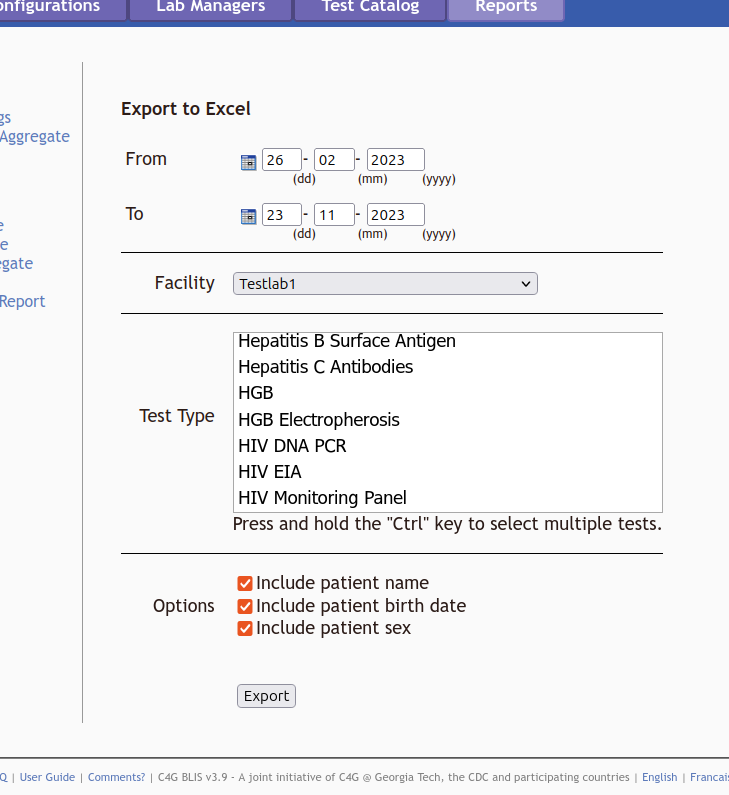 onfigurations Lab Managers Test Catalog Reports
gs
Aggregate
e
e
egate
Report
Export to Excel
From 26 - 02 - 2023
(dd) (mm) (yyyy)
To 23 - 11 - 2023
(dd) (mm) (yyyy)
Facility Testlab1
Test Type
Hepatitis B Surface Antigen
Hepatitis C Antibodies
HGB
HGB Electropherosis
HIV DNA PCR
HIV EIA
HIV Monitoring Panel
Press and hold the "Ctrl" key to select multiple tests.
Options
Include patient name
Include patient birth date
Include patient sex
Export
Q | User Guide | Comments? | C4G BLIS v3.9 - A joint initiative of C4G @ Georgia Tech, the CDC and participating countries | English | Francais